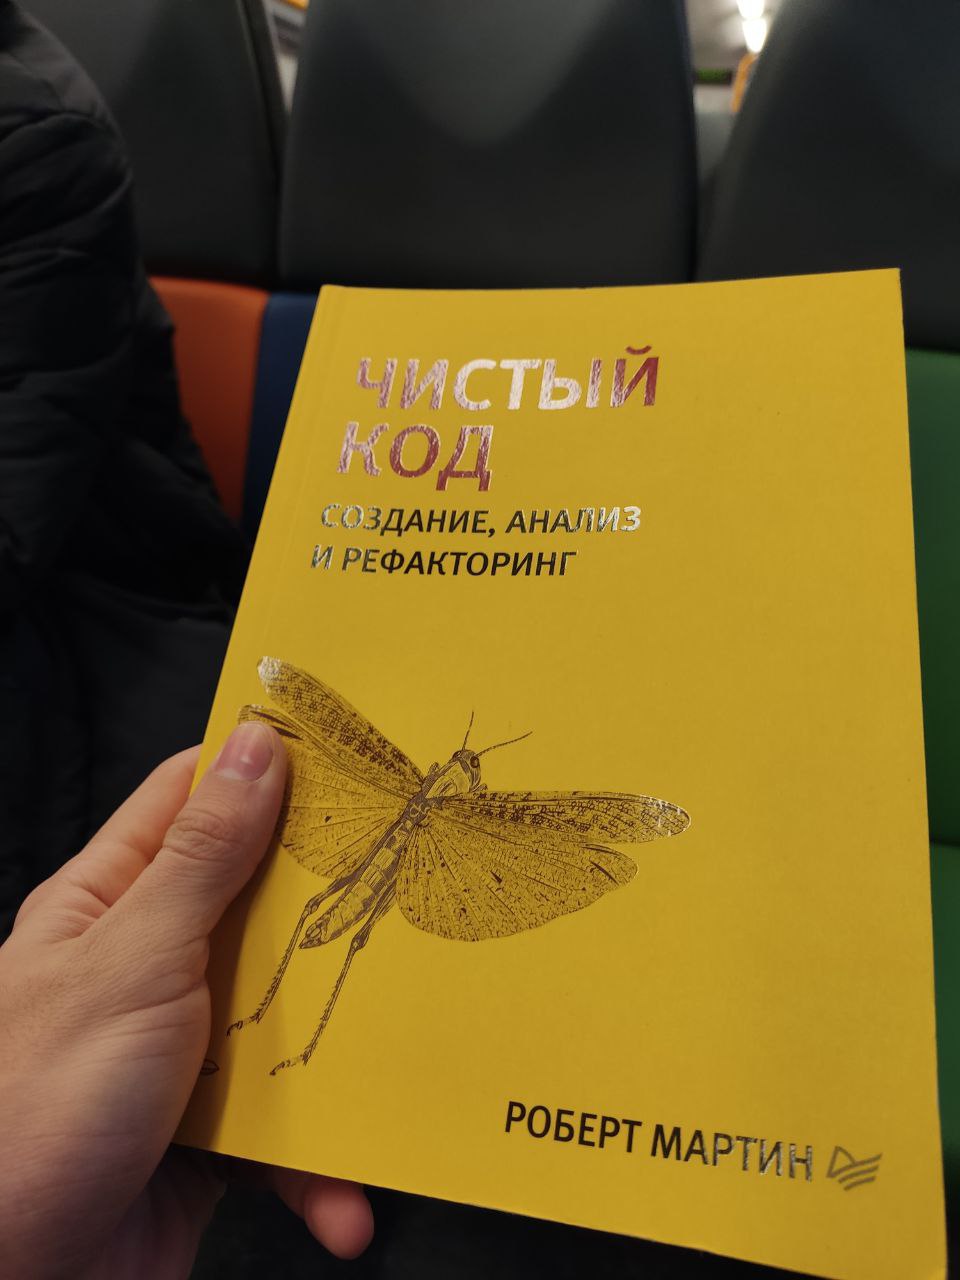 ЧИСТЫЙ
КОД
СОЗДАНИЕ, АНАЛИЗ
И РЕФАКТОРИНГ
РОБЕРТ МАРТИН